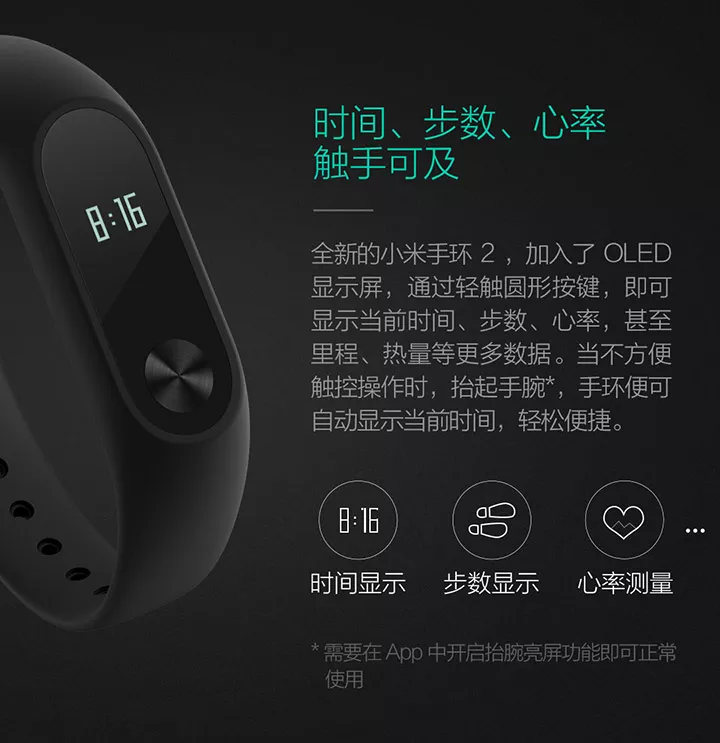 8:16
时间、步数、心率
触手可及
全新的小米手环 2 ，加入了 OLED
显示屏，通过轻触圆形按键，即可
显示当前时间、步数、心率，甚至
里程、热量等更多数据。当不方便
触控操作时，抬起手腕*，手环便可
自动显示当前时间，轻松便捷。
8:16
...
时间显示 步数显示 心率测量
* 需要在 App 中开启抬腕亮屏功能即可正常
使用